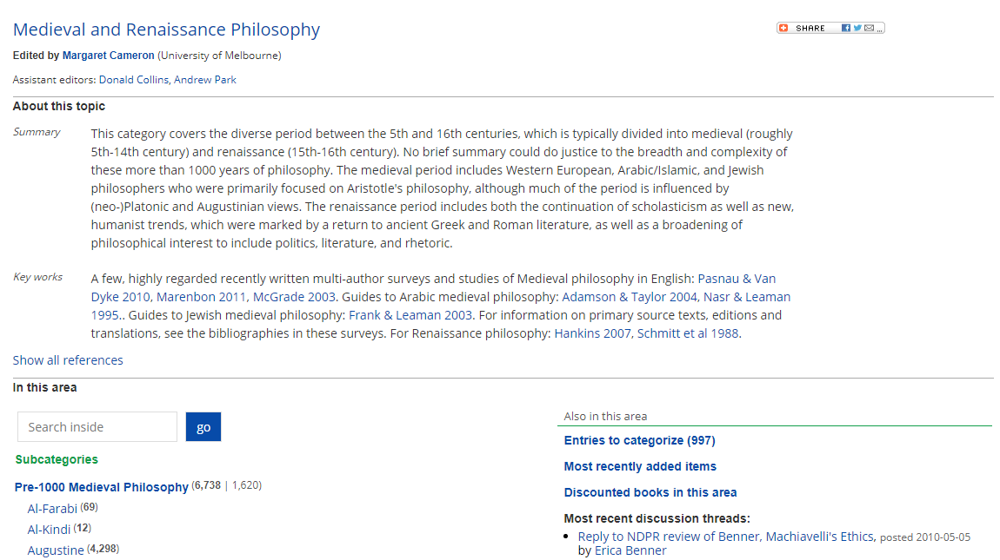 Medieval and Renaissance Philosophy
SHARE ...
Edited by Margaret Cameron (University of Melbourne)
Assistant editors: Donald Collins, Andrew Park
About this topic
Summary
This category covers the diverse period between the 5th and 16th centuries, which is typically divided into medieval (roughly
5th-14th century) and renaissance (15th-16th century). No brief summary could do justice to the breadth and complexity of
these more than 1000 years of philosophy. The medieval period includes Western European, Arabic/Islamic, and Jewish
philosophers who were primarily focused on Aristotle's philosophy, although much of the period is influenced by
(neo-)Platonic and Augustinian views. The renaissance period includes both the continuation of scholasticism as well as new,
humanist trends, which were marked by a return to ancient Greek and Roman literature, as well as a broadening of
philosophical interest to include politics, literature, and rhetoric.
Key works
A few, highly regarded recently written multi-author surveys and studies of Medieval philosophy in English: Pasnau & Van
Dyke 2010, Marenbon 2011, McGrade 2003. Guides to Arabic medieval philosophy: Adamson & Taylor 2004, Nasr & Leaman
1995.. Guides to Jewish medieval philosophy: Frank & Leaman 2003. For information on primary source texts, editions and
translations, see the bibliographies in these surveys. For Renaissance philosophy: Hankins 2007, Schmitt et al 1988.
Show all references
In this area
Search inside
go
Subcategories
Pre-1000 Medieval Philosophy (6,738 | 1,620)
Al-Farabi (69)
Al-Kindi (12)
Augustine (4,298)
Also in this area
Entries to categorize (997)
Most recently added items
Discounted books in this area
Most recent discussion threads:
• Reply to NDPR review of Benner, Machiavelli's Ethics, posted 2010-05-05
by Erica Benner